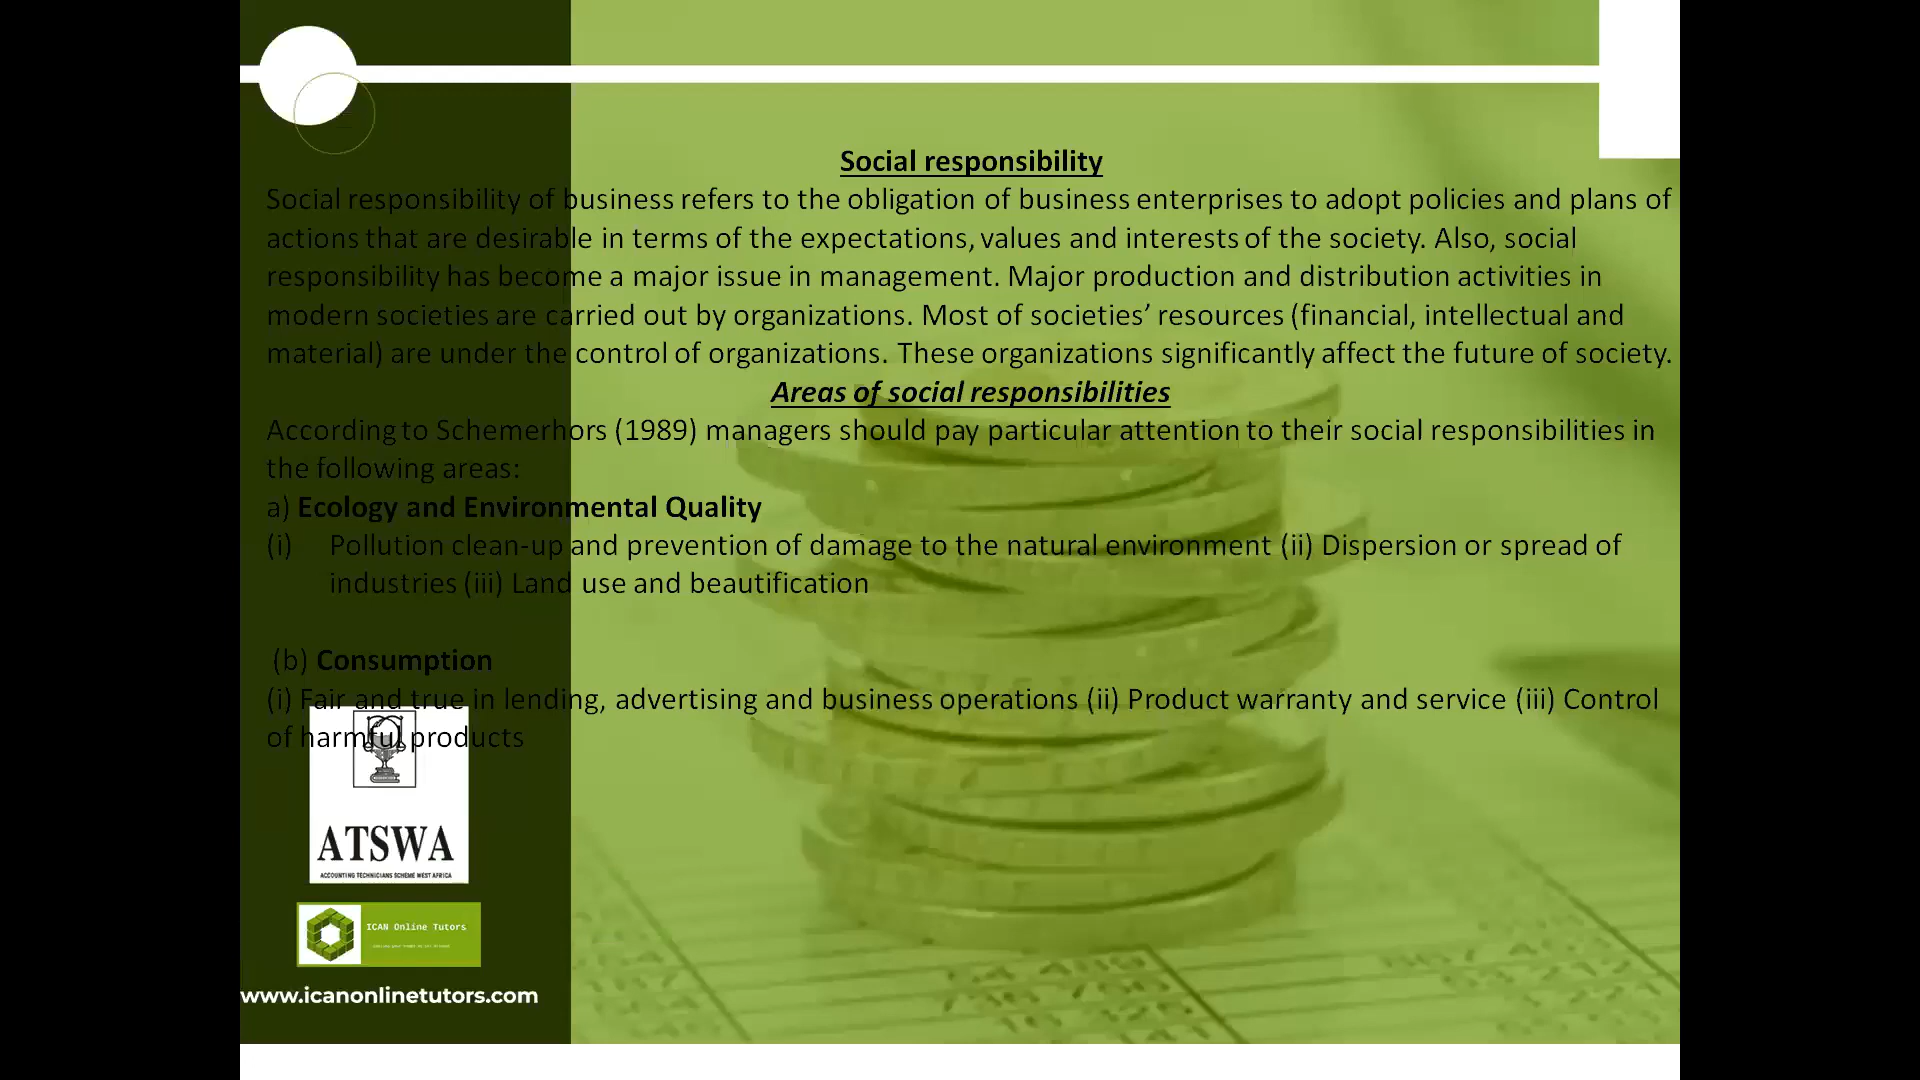 Social responsibility
Social responsibility of business refers to the obligation of business enterprises to adopt policies and plans of
actions that are desirable in terms of the expectations, values and interests of the society. Also, social
responsibility has become a major issue in management. Major production and distribution activities in
modern societies are carried out by organizations. Most of societies’ resources (financial, intellectual and
material) are under the control of organizations. These organizations significantly affect the future of society.
Areas of social responsibilities
According to Schemerhors (1989) managers should pay particular attention to their social responsibilities in
the following areas:
a) Ecology and Environmental Quality
(i) Pollution clean-up and prevention of damage to the natural environment (ii) Dispersion or spread of
industries (iii) Land use and beautification
(b) Consumption
(i) Fair and true in lending, advertising and business operations (ii) Product warranty and service (iii) Control
of harmful products
ATSWA
ACCOUNTING TECHNICIANS SCHEME WEST AFRICA
ICAN Online Tutors
www.icanonlinetutors.com